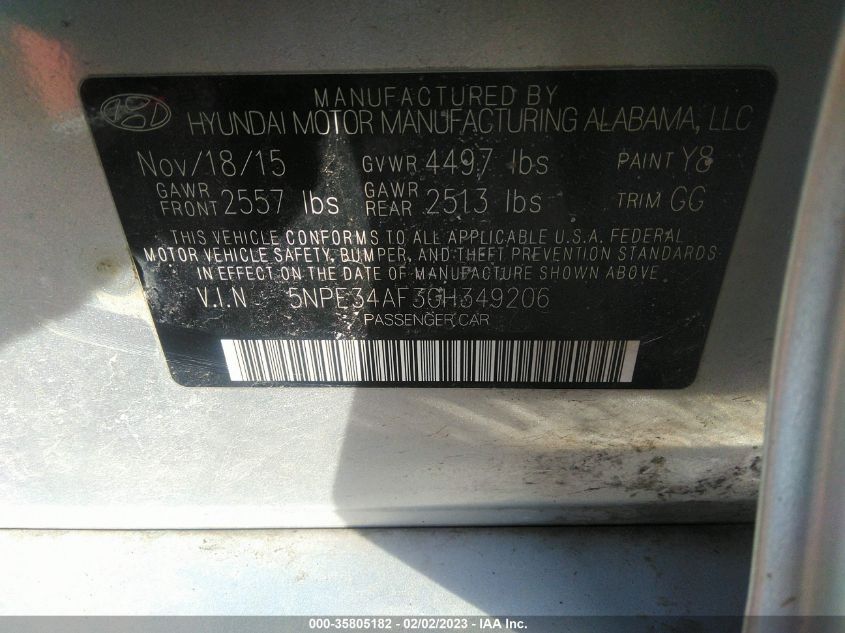 MANUFACTURED BY
HYUNDAI MOTOR MANUFACTURING ALABAMA, LLC
Nov/18/15 GVWR 4497 lbs PAINT Y8
GAWR FRONT 2557 lbs GAWR REAR 2513 lbs TRIM GG
THIS VEHICLE CONFORMS TO ALL APPLICABLE U.S.A. FEDERAL
MOTOR VEHICLE SAFETY, BUMPER, AND THEFT PREVENTION STANDARDS
IN EFFECT ON THE DATE OF MANUFACTURE SHOWN ABOVE
V.I.N 5NPE34AF3GH349206
PASSENGER CAR
000-35805182 - 02/02/2023 - IAA Inc.